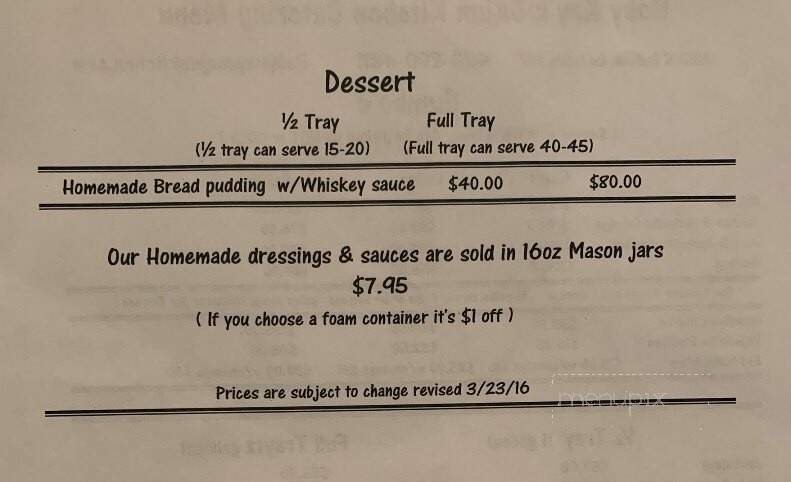 Dessert
½ Tray Full Tray
(½ tray can serve 15-20) (Full tray can serve 40-45)
Homemade Bread pudding w/Whiskey sauce $40.00 $80.00
Our Homemade dressings & sauces are sold in 16oz Mason jars
$7.95
( If you choose a foam container it's $1 off )
Prices are subject to change revised 3/23/16
menupix